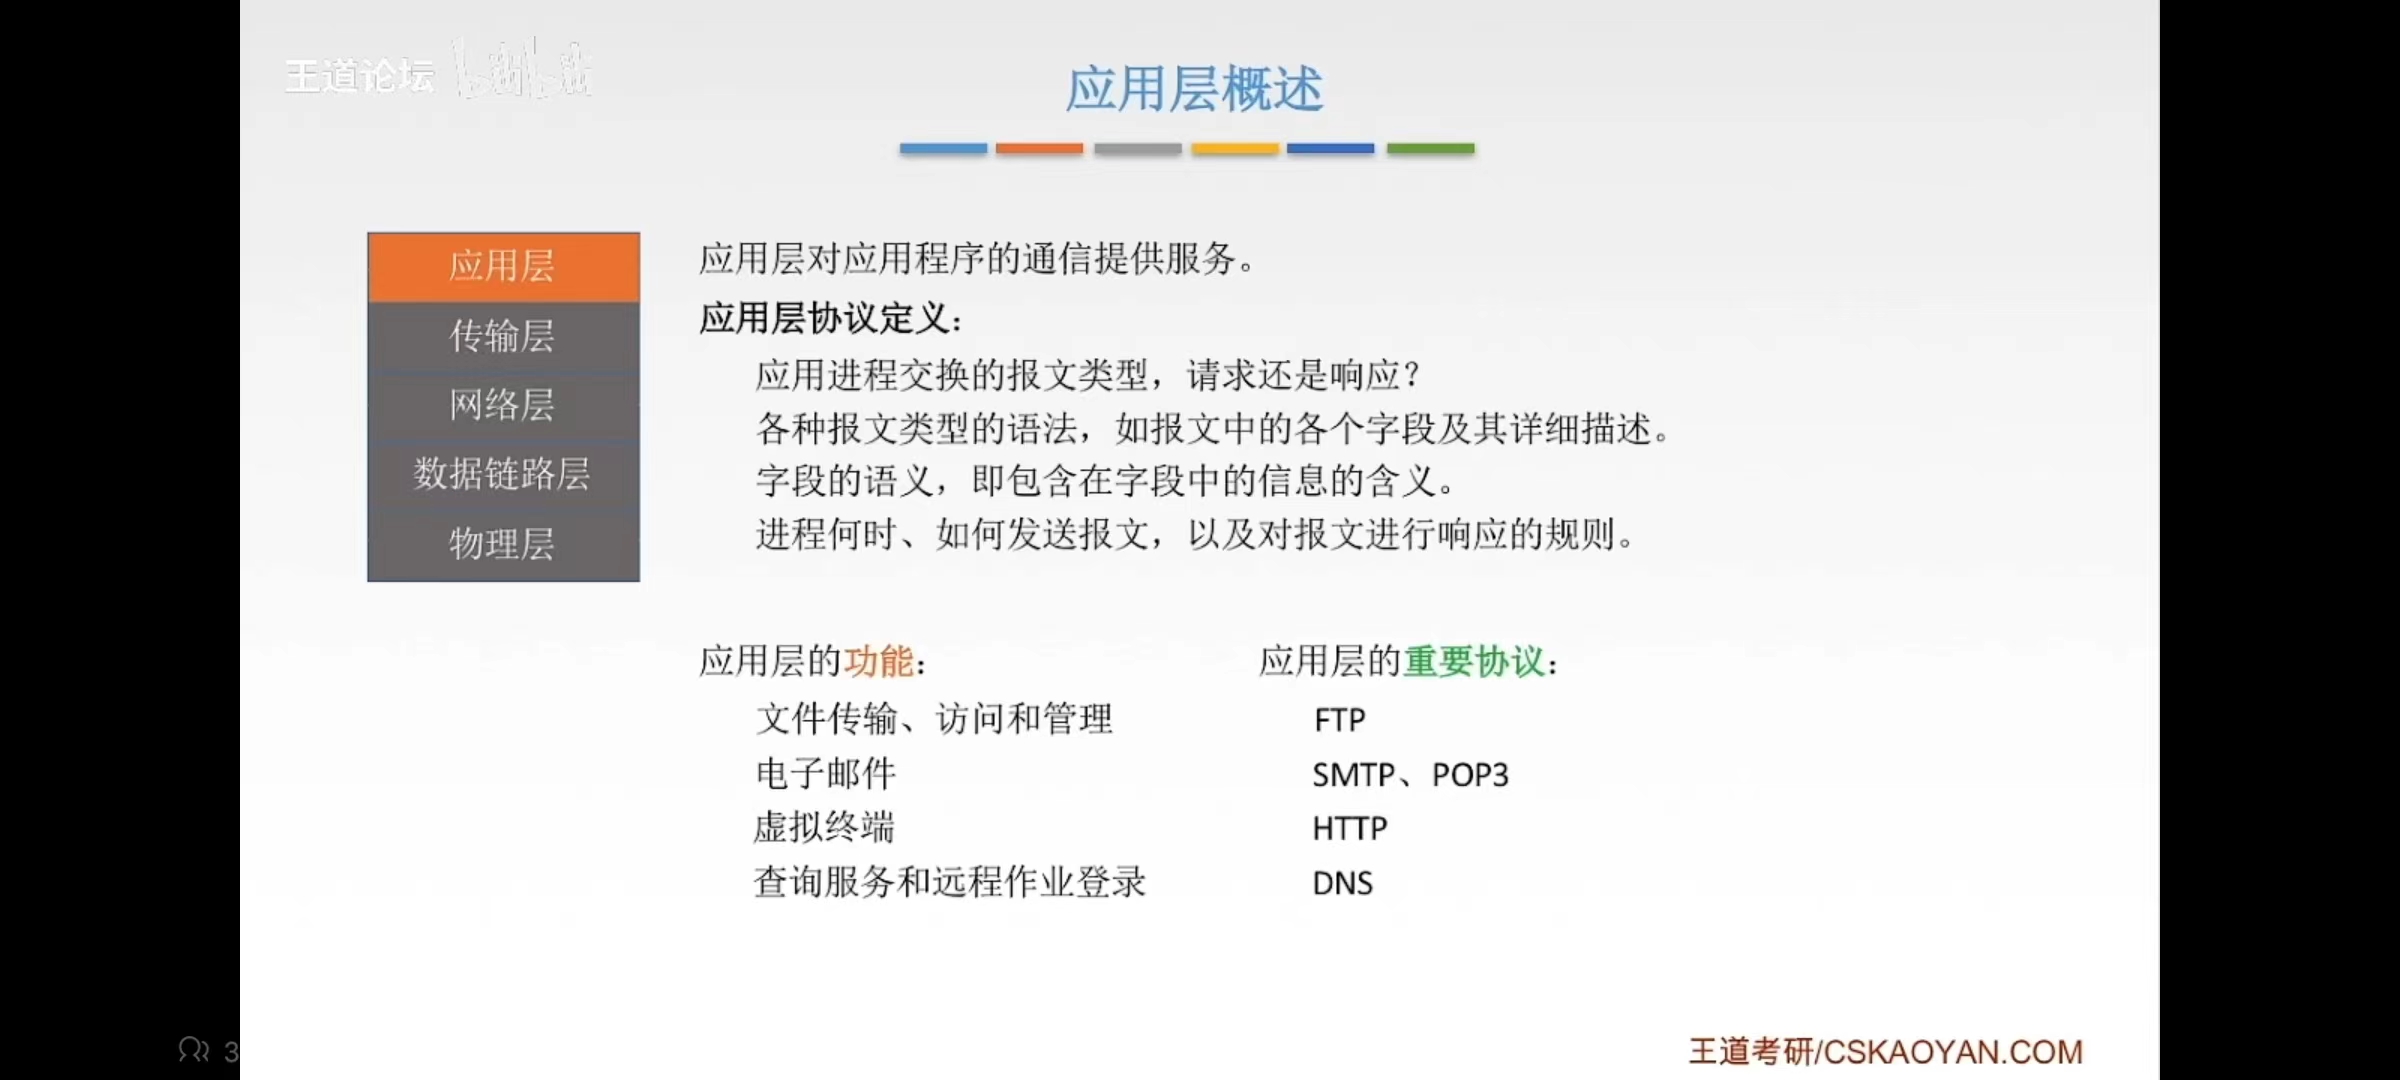 王道论坛 bilibili
应用层概述
应用层
传输层
网络层
数据链路层
物理层
应用层对应用程序的通信提供服务。
应用层协议定义：
应用进程交换的报文类型，请求还是响应？
各种报文类型的语法，如报文中的各个字段及其详细描述。
字段的语义，即包含在字段中的信息的含义。
进程何时、如何发送报文，以及对报文进行响应的规则。
应用层的功能：
文件传输、访问和管理
电子邮件
虚拟终端
查询服务和远程作业登录
应用层的重要协议：
FTP
SMTP、POP3
HTTP
DNS
3
王道考研/CSKAOYAN.COM